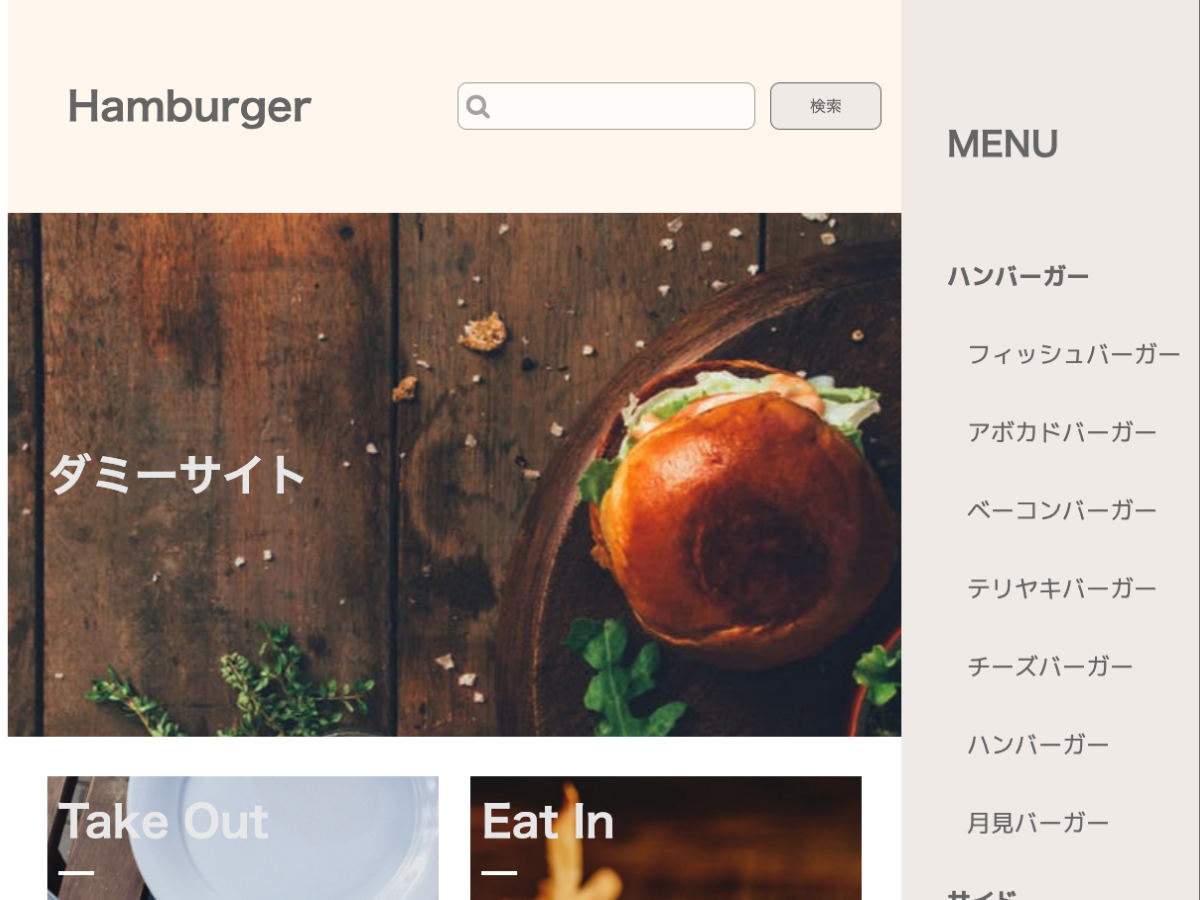 Hamburger
検索
ダミーサイト
Take Out
Eat In
MENU
ハンバーガー
フィッシュバーガー
アボカドバーガー
ベーコンバーガー
テリヤキバーガー
チーズバーガー
ハンバーガー
月見バーガー
サイド